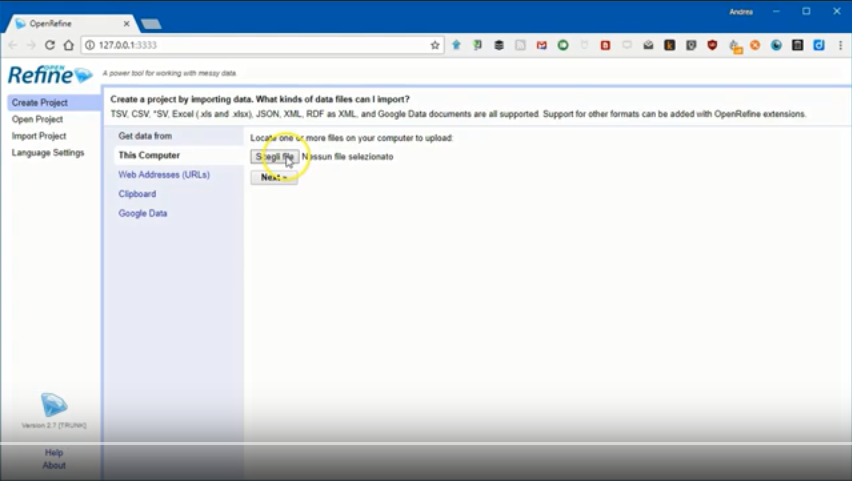 Andrea
OpenRefine
127.0.0.1:3333
OPEN
Refine
A power tool for working with messy data.
Create Project
Open Project
Import Project
Language Settings
Create a project by importing data. What kinds of data files can I import?
TSV, CSV, *SV, Excel (.xls and .xlsx), JSON, XML, RDF as XML, and Google Data documents are all supported. Support for other formats can be added with OpenRefine extensions.
Get data from
This Computer
Web Addresses (URLs)
Clipboard
Google Data
Locate one or more files on your computer to upload:
Scegli file Nessun file selezionato
Next »
Version 2.7 [TRUNK]
Help
About